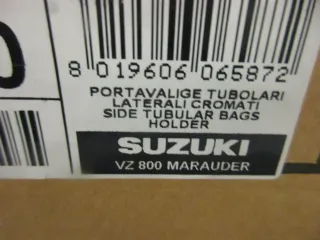 8 019606 065872
PORTAVALIGE TUBOLARI
LATERALI CROMATI
SIDE TUBULAR BAGS
HOLDER
SUZUKI
VZ 800 MARAUDER